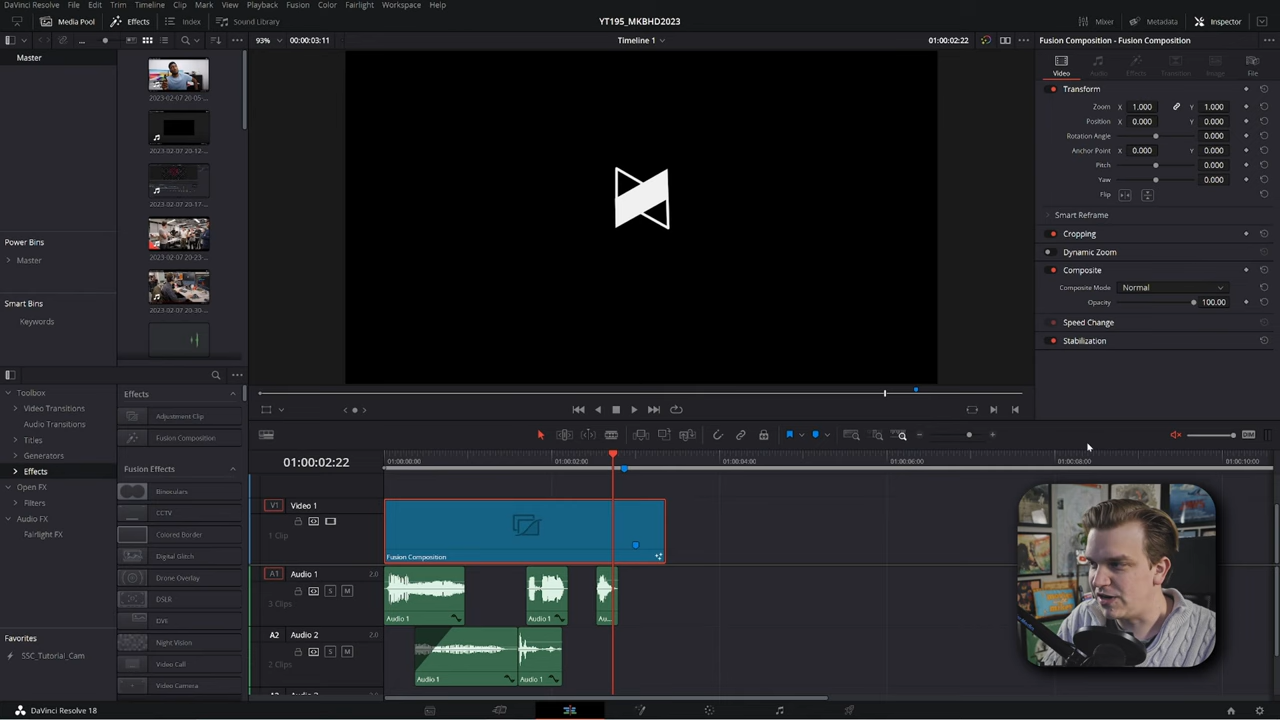 DaVinci Resolve File Edit Trim Timeline Clip Mark View Playback Fusion Color Fairlight Workspace Help
Media Pool Effects Index Sound Library YT195_MKBHD2023 Mixer Metadata Inspector
93% 00:00:03:11 Timeline 1 01:00:02:22 Fusion Composition - Fusion Composition
Master
2023-02-07 20-05-...
2023-02-07 20-12-...
2023-02-07 20-17-...
2023-02-07 20-23-...
2023-02-07 20-26-...
Power Bins
Master
Smart Bins
Keywords
Video Audio Effects Transition Image File
Transform
Zoom X 1.000 Y 1.000
Position X 0.000 Y 0.000
Rotation Angle 0.000
Anchor Point X 0.000 Y 0.000
Pitch 0.000
Yaw 0.000
Flip
Smart Reframe
Cropping
Dynamic Zoom
Composite
Composite Mode Normal
Opacity 100.00
Speed Change
Stabilization
Toolbox
Video Transitions
Audio Transitions
Titles
Generators
Effects
Open FX
Filters
Audio FX
Fairlight FX
Favorites
SSC_Tutorial_Cam
Effects
Adjustment Clip
Fusion Composition
Fusion Effects
Binoculars
CCTV
Colored Border
Digital Glitch
Drone Overlay
DSLR
DVE
Night Vision
Video Call
Video Camera
DIM
01:00:02:22 01:00:00:00 01:00:02:00 01:00:04:00 01:00:06:00 01:00:08:00 01:00:10:00
V1 Video 1
1 Clip
Fusion Composition
A1 Audio 1 2.0
S M
3 Clips
Audio 1 Audio 1 Au...
A2 Audio 2 2.0
S M
2 Clips
Audio 1 Audio 1
DaVinci Resolve 18